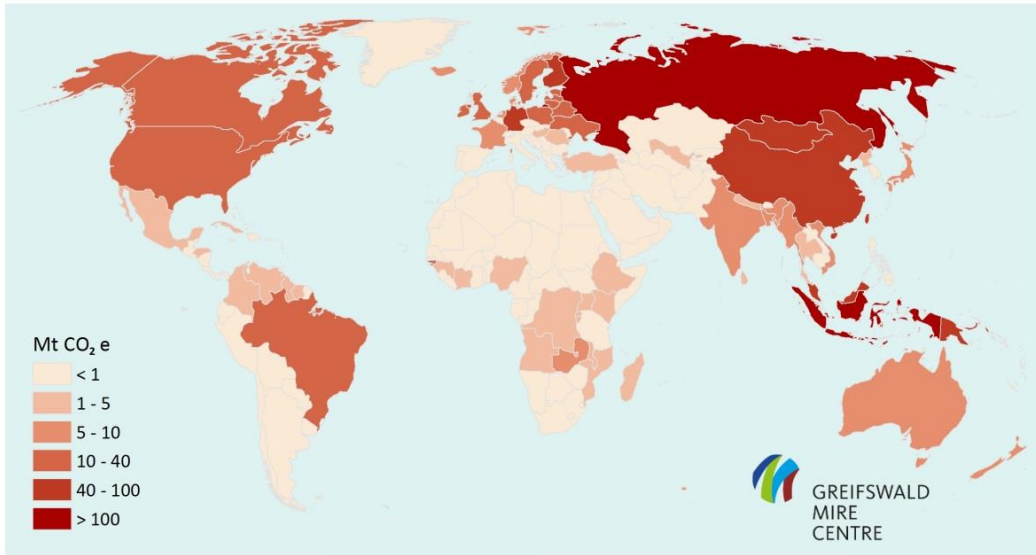 Mt CO₂ e
< 1
1 - 5
5 - 10
10 - 40
40 - 100
> 100
GREIFSWALD
MIRE
CENTRE